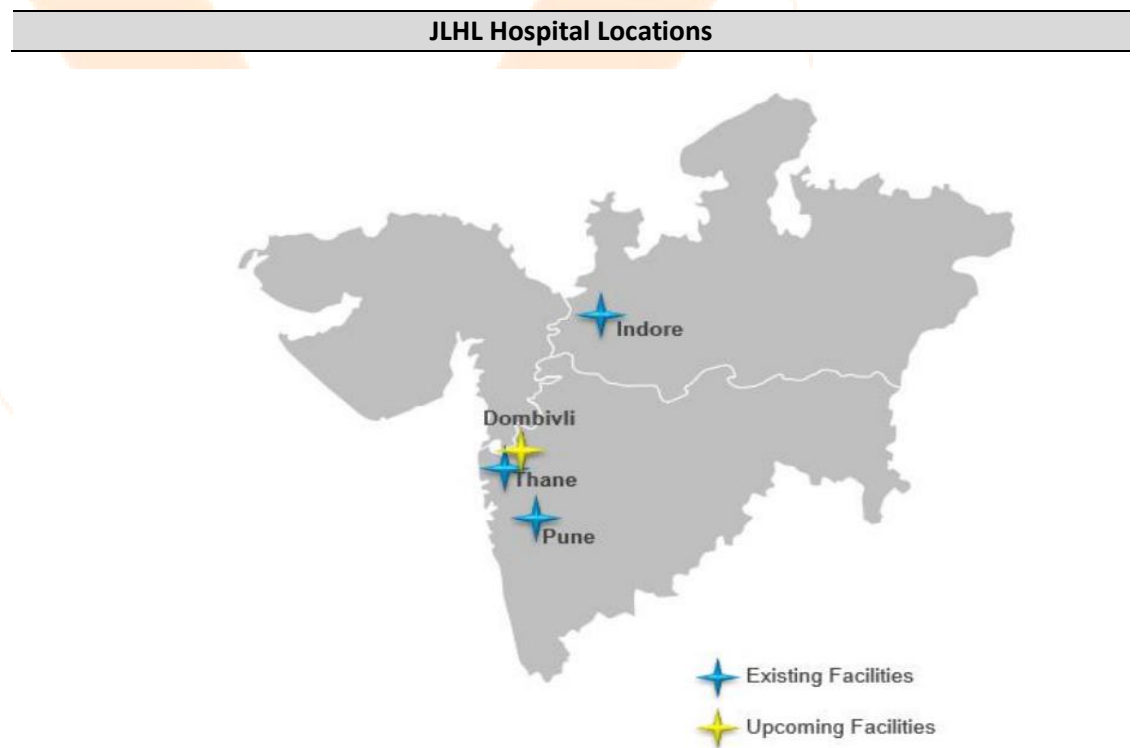 JLHL Hospital Locations
Indore
Dombivli
Thane
Pune
Existing Facilities
Upcoming Facilities